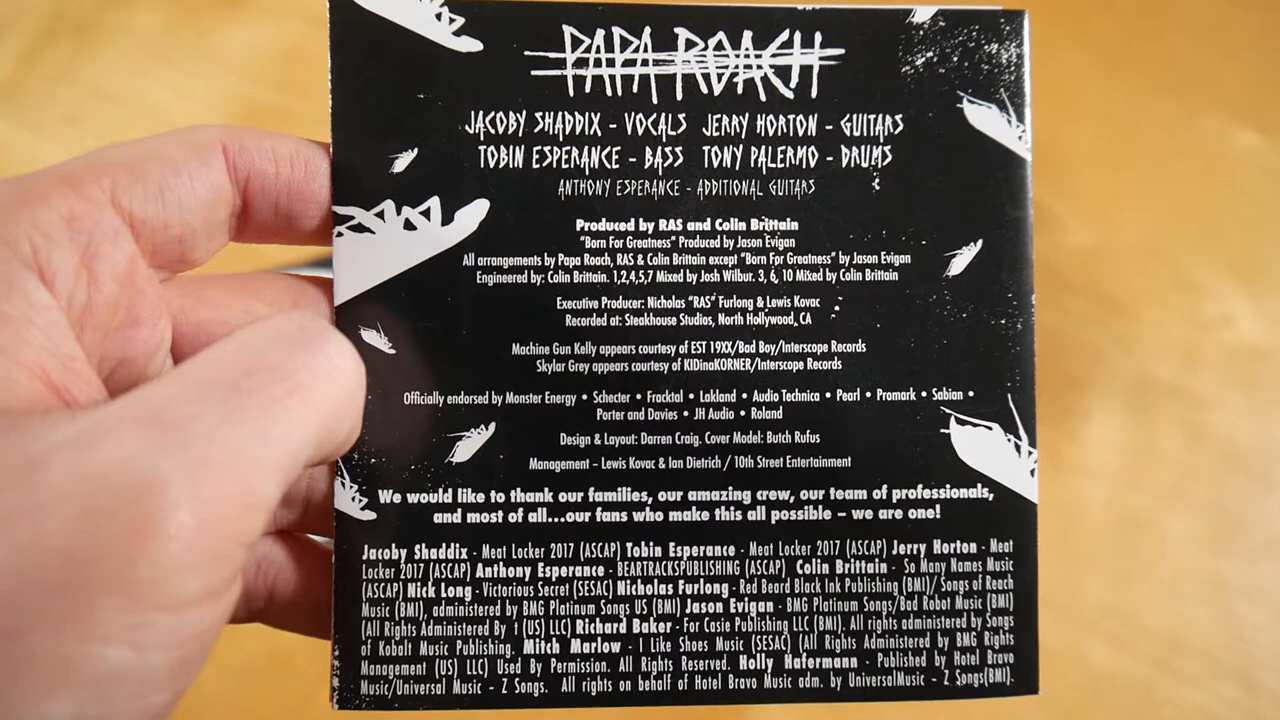 PAPA ROACH
JACOBY SHADDIX - VOCALS JERRY HORTON - GUITARS
TOBIN ESPERANCE - BASS TONY PALERMO - DRUMS
ANTHONY ESPERANCE - ADDITIONAL GUITARS
Produced by RAS and Colin Brittain
“Born For Greatness” Produced by Jason Evigan
All arrangements by Papa Roach, RAS & Colin Brittain except “Born For Greatness” by Jason Evigan
Engineered by: Colin Brittain. 1,2,4,5,7 Mixed by Josh Wilbur. 3, 6, 10 Mixed by Colin Brittain
Executive Producer: Nicholas “RAS” Furlong & Lewis Kovac
Recorded at: Steakhouse Studios, North Hollywood, CA
Machine Gun Kelly appears courtesy of EST 19XX/Bad Boy/Interscope Records
Skylar Grey appears courtesy of KIDinaKORNER/Interscope Records
Officially endorsed by Monster Energy • Schecter • Fracktal • Lakland • Audio Technica • Pearl • Promark • Sabian •
Porter and Davies • JH Audio • Roland
Design & Layout: Darren Craig. Cover Model: Butch Rufus
Management – Lewis Kovac & Ian Dietrich / 10th Street Entertainment
We would like to thank our families, our amazing crew, our team of professionals,
and most of all...our fans who make this all possible – we are one!
Jacoby Shaddix - Meat Locker 2017 (ASCAP) Tobin Esperance - Meat Locker 2017 (ASCAP) Jerry Horton - Meat
Locker 2017 (ASCAP) Anthony Esperance - BEARTRACKSPUBLISHING (ASCAP) Colin Brittain - So Many Names Music
(ASCAP) Nick Long - Victorious Secret (SESAC) Nicholas Furlong - Red Beard Black Ink Publishing (BMI)/ Songs of Reach
Music (BMI), administered by BMG Platinum Songs US (BMI) Jason Evigan - BMG Platinum Songs/Bad Robot Music (BMI)
(All Rights Administered By t (US) LLC) Richard Baker - For Casie Publishing LLC (BMI). All rights administered by Songs
of Kobalt Music Publishing. Mitch Marlow - I Like Shoes Music (SESAC) (All Rights Administered by BMG Rights
Management (US) LLC) Used By Permission. All Rights Reserved. Holly Hafermann - Published by Hotel Bravo
Music/Universal Music – Z Songs. All rights on behalf of Hotel Bravo Music adm. by UniversalMusic – Z Songs(BMI).